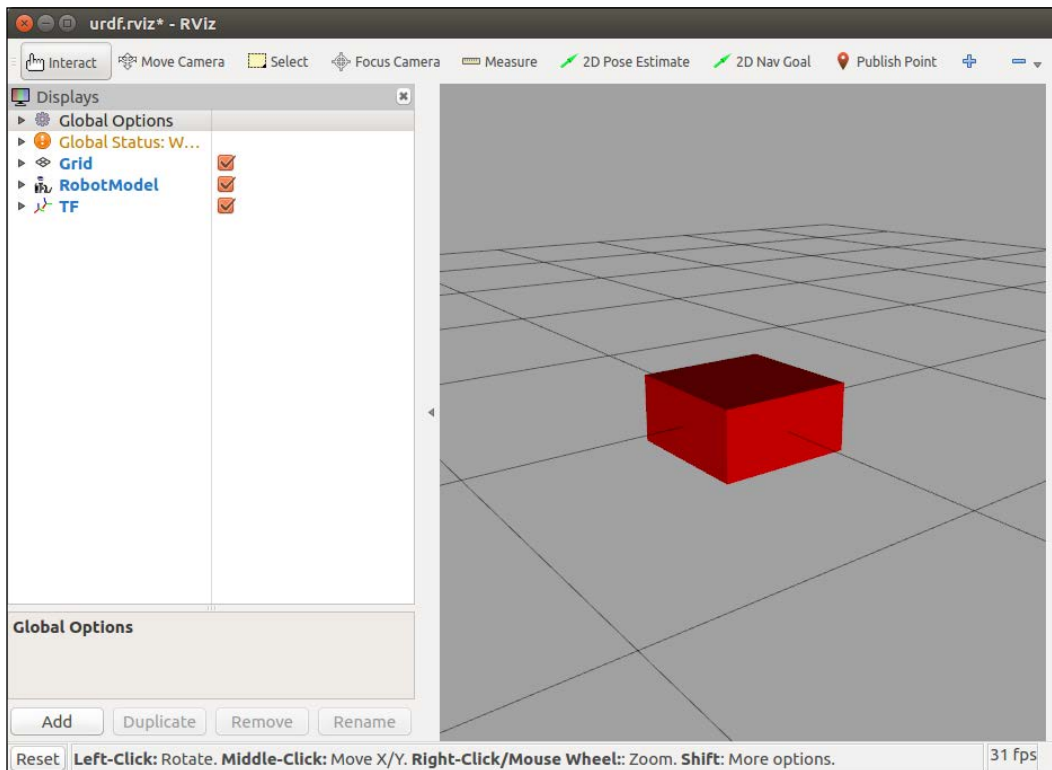 urdf.rviz* - RViz
Interact Move Camera Select Focus Camera Measure 2D Pose Estimate 2D Nav Goal Publish Point
Displays
Global Options
Global Status: W...
Grid
RobotModel
TF
Global Options
Add Duplicate Remove Rename
Reset Left-Click: Rotate. Middle-Click: Move X/Y. Right-Click/Mouse Wheel:: Zoom. Shift: More options. 31 fps